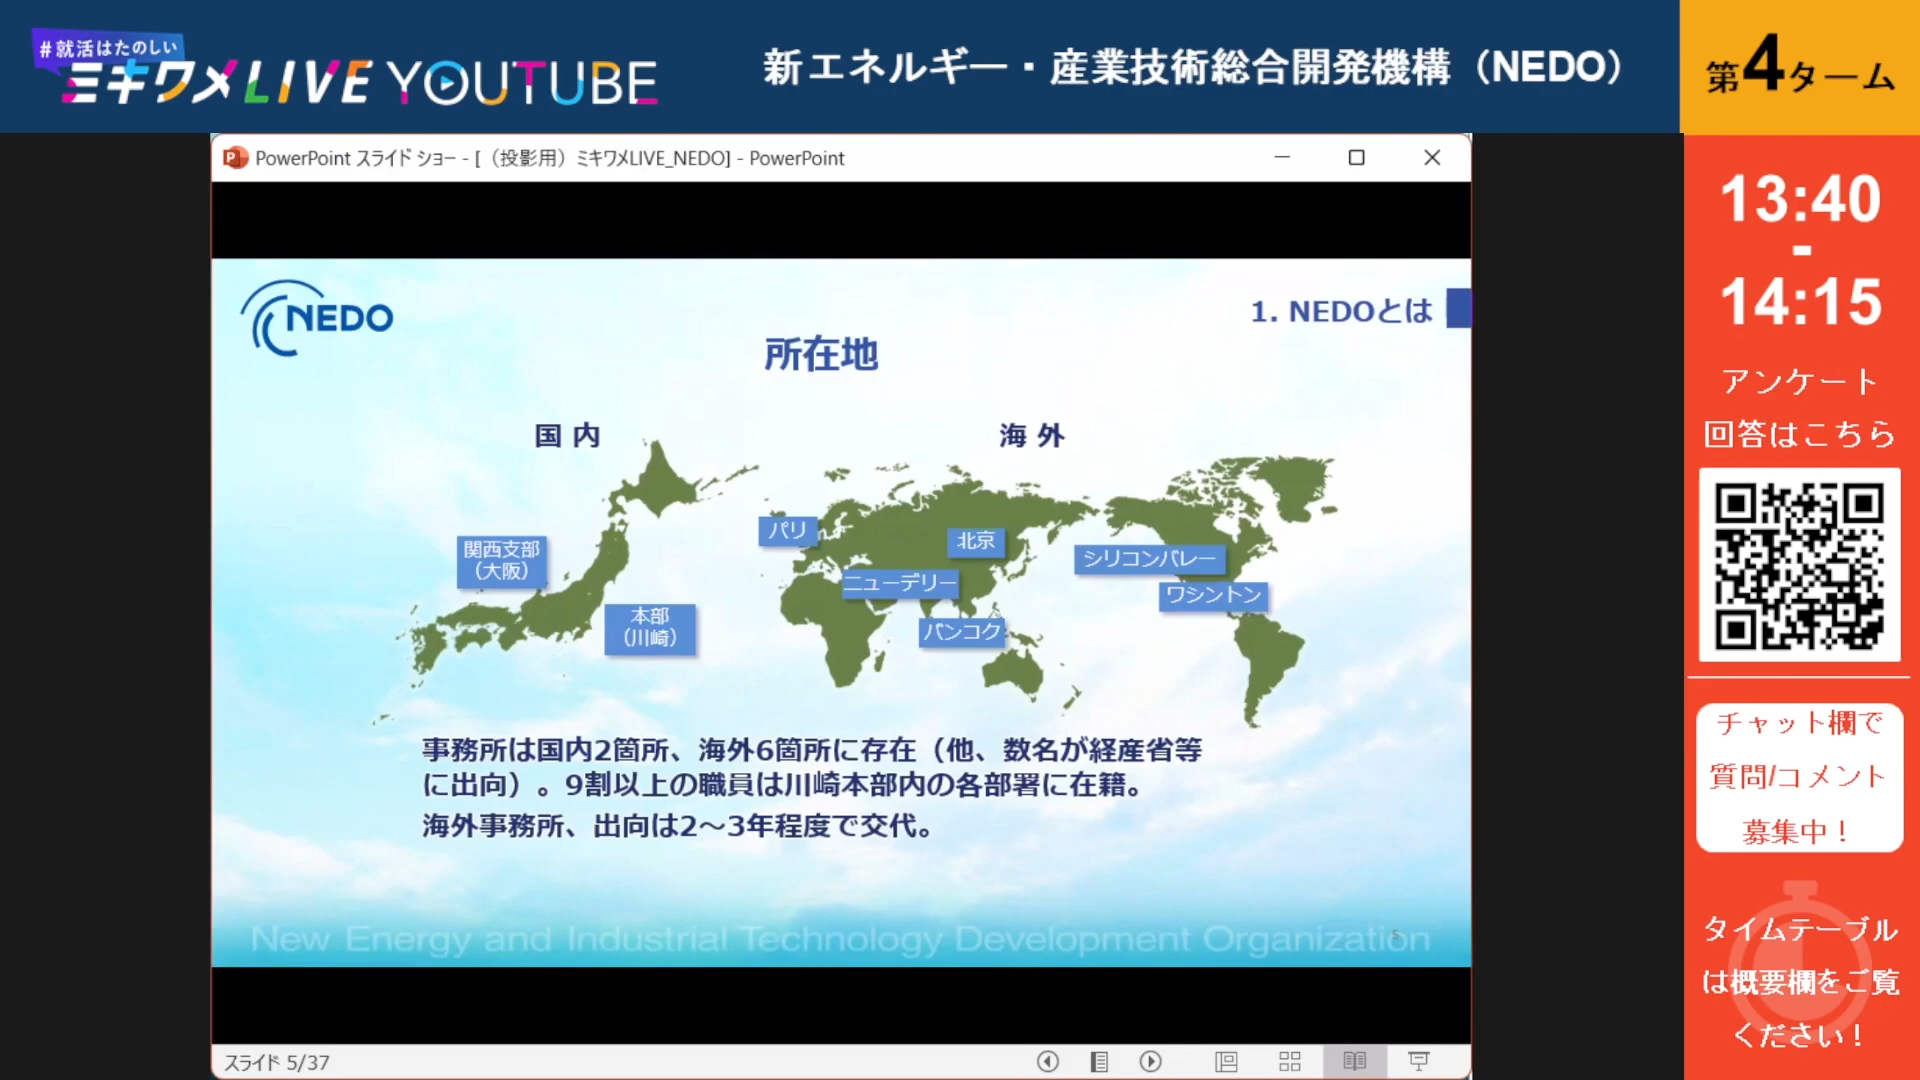 #就活はたのしい
ミキワメLIVE YOUTUBE
新エネルギー・産業技術総合開発機構（NEDO）
第4ターム
PowerPoint スライド ショー - [（投影用）ミキワメLIVE_NEDO] - PowerPoint
NEDO
1. NEDOとは
所在地
国内
海外
関西支部
（大阪）
本部
（川崎）
パリ
北京
ニューデリー
バンコク
シリコンバレー
ワシントン
事務所は国内2箇所、海外6箇所に存在（他、数名が経産省等
に出向）。9割以上の職員は川崎本部内の各部署に在籍。
海外事務所、出向は2～3年程度で交代。
New Energy and Industrial Technology Development Organization
5
スライド 5/37
13:40
-
14:15
アンケート
回答はこちら
チャット欄で
質問/コメント
募集中！
タイムテーブル
は概要欄をご覧
ください！